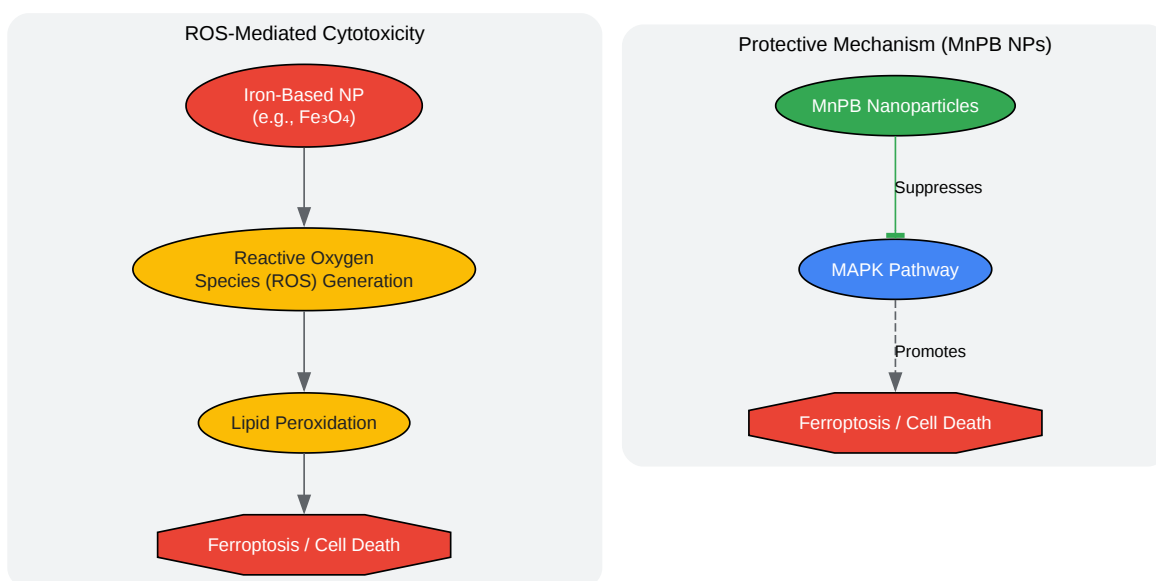 ROS-Mediated Cytotoxicity
Iron-Based NP
(e.g., Fe₃O₄)
Reactive Oxygen
Species (ROS) Generation
Lipid Peroxidation
Ferroptosis / Cell Death
Protective Mechanism (MnPB NPs)
MnPB Nanoparticles
Suppresses
MAPK Pathway
Promotes
Ferroptosis / Cell Death